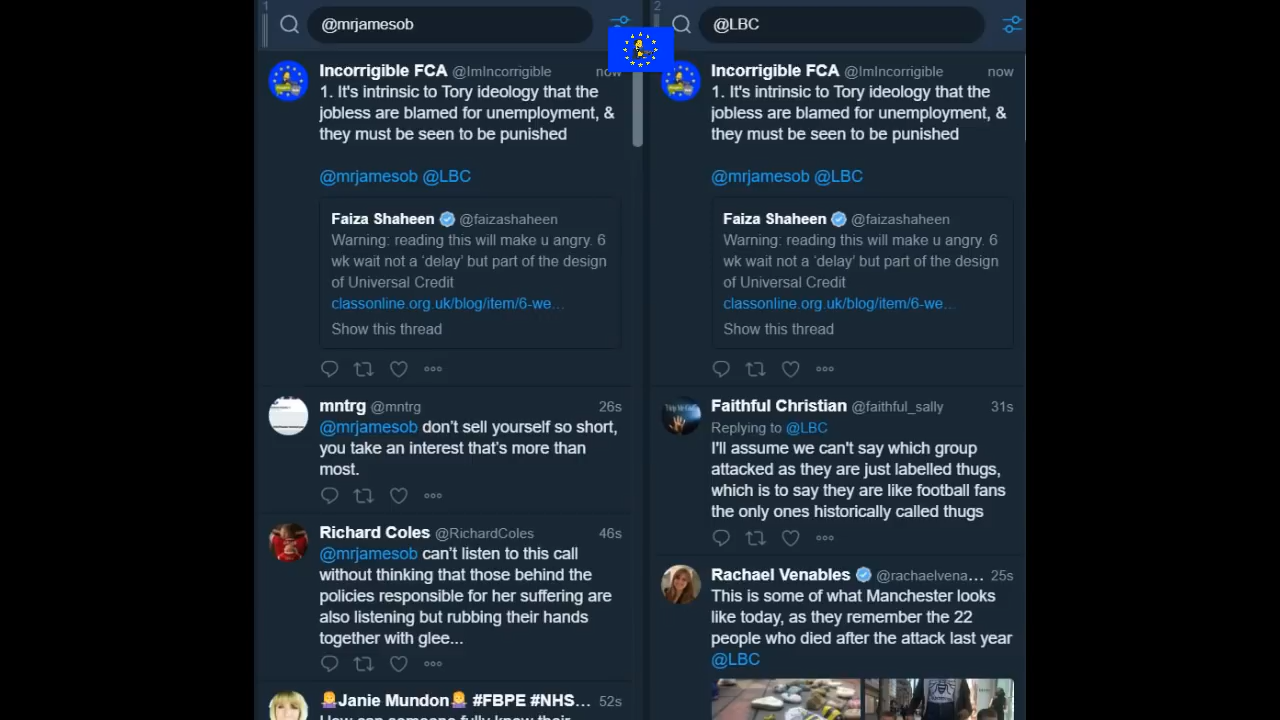 1
@mrjamesob
Incorrigible FCA @ImIncorrigible now
1. It's intrinsic to Tory ideology that the
jobless are blamed for unemployment, &
they must be seen to be punished
@mrjamesob @LBC
Faiza Shaheen @faizashaheen
Warning: reading this will make u angry. 6
wk wait not a ‘delay’ but part of the design
of Universal Credit
classonline.org.uk/blog/item/6-we…
Show this thread
mntrg @mntrg 26s
@mrjamesob don’t sell yourself so short,
you take an interest that’s more than
most.
Richard Coles @RichardColes 46s
@mrjamesob can’t listen to this call
without thinking that those behind the
policies responsible for her suffering are
also listening but rubbing their hands
together with glee...
Janie Mundon #FBPE #NHS... 52s
How can someone fully know their
2
@LBC
Incorrigible FCA @ImIncorrigible now
1. It's intrinsic to Tory ideology that the
jobless are blamed for unemployment, &
they must be seen to be punished
@mrjamesob @LBC
Faiza Shaheen @faizashaheen
Warning: reading this will make u angry. 6
wk wait not a ‘delay’ but part of the design
of Universal Credit
classonline.org.uk/blog/item/6-we…
Show this thread
Faithful Christian @faithful_sally 31s
Replying to @LBC
I'll assume we can't say which group
attacked as they are just labelled thugs,
which is to say they are like football fans
the only ones historically called thugs
Rachael Venables @rachaelvena... 25s
This is some of what Manchester looks
like today, as they remember the 22
people who died after the attack last year
@LBC